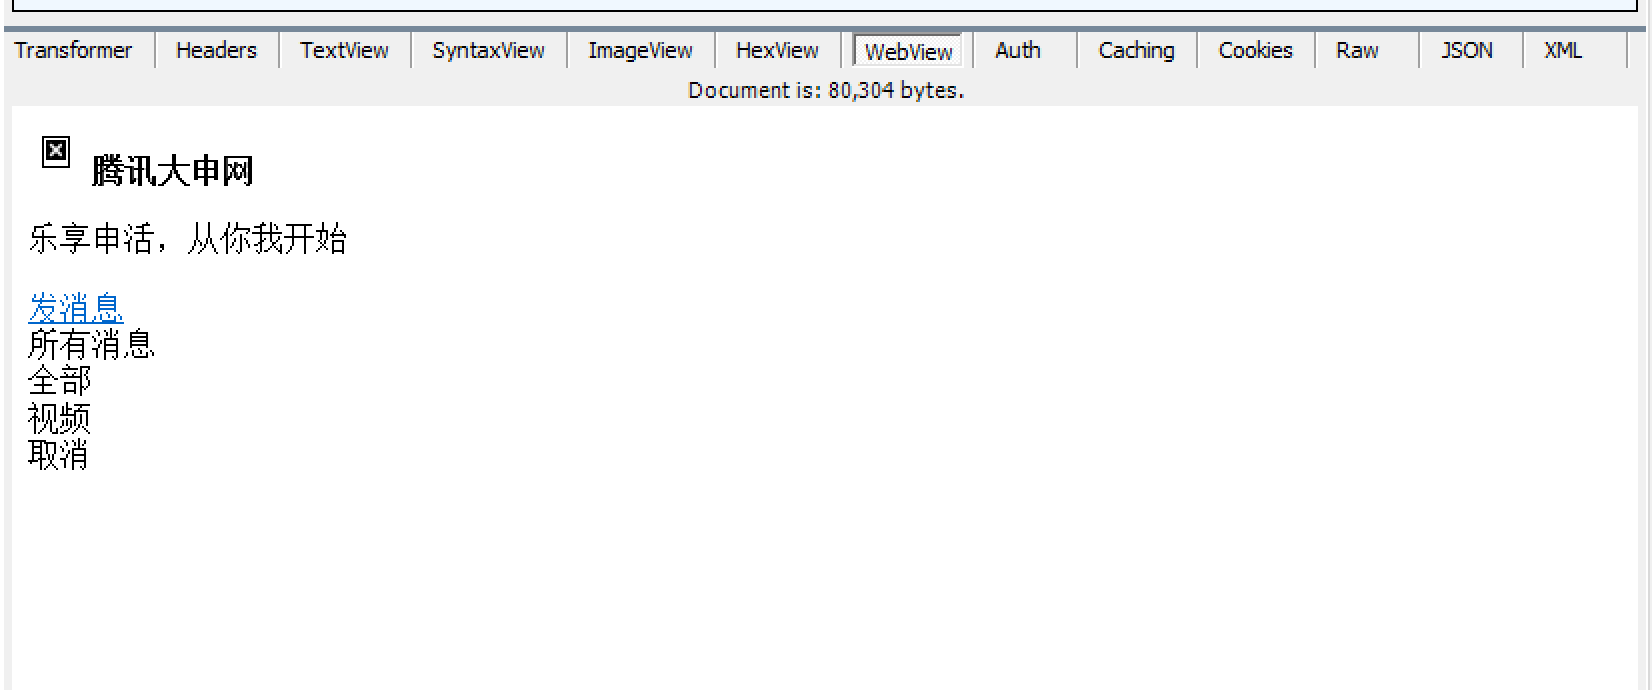 Transformer Headers TextView SyntaxView ImageView HexView WebView Auth Caching Cookies Raw JSON XML
Document is: 80,304 bytes.
腾讯大申网
乐享申活，从你我开始
发消息
所有消息
全部
视频
取消